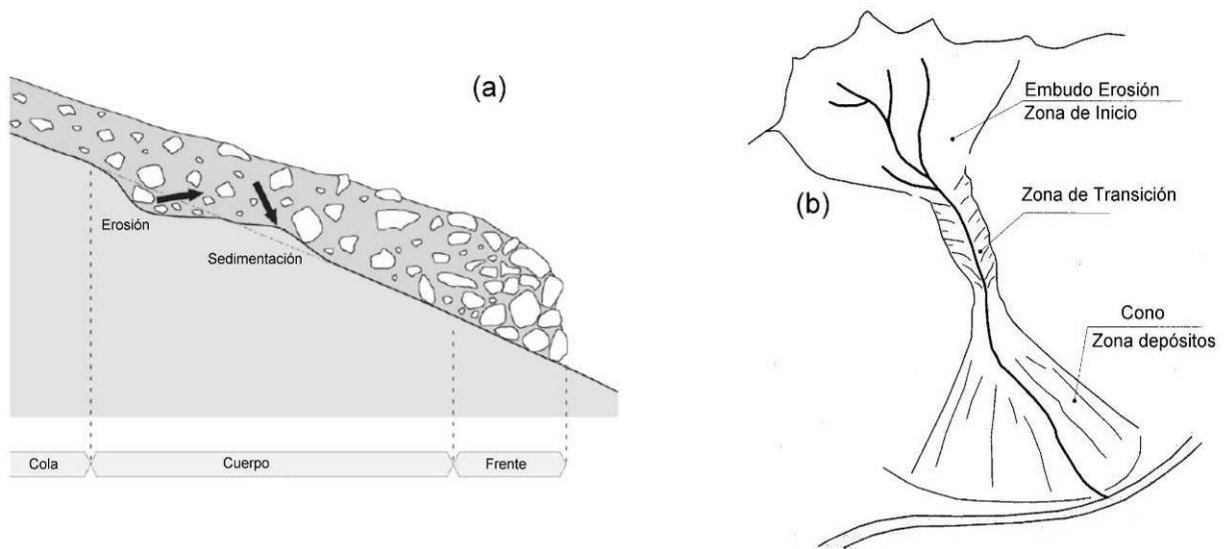 (a)
Erosión
Sedimentación
Cola
Cuerpo
Frente
(b)
Embudo Erosión
Zona de Inicio
Zona de Transición
Cono
Zona depósitos